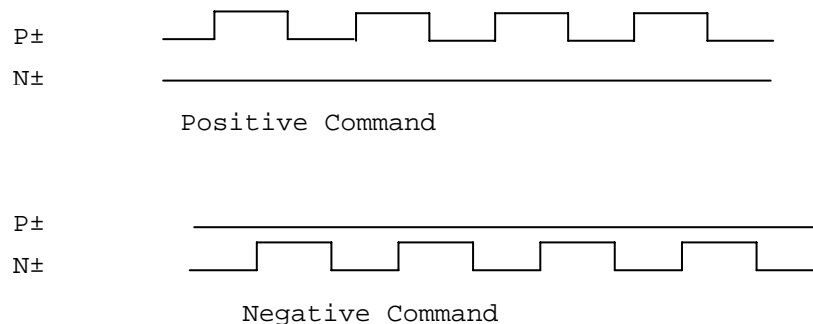 P±
N±
Positive Command
P±
N±
Negative Command